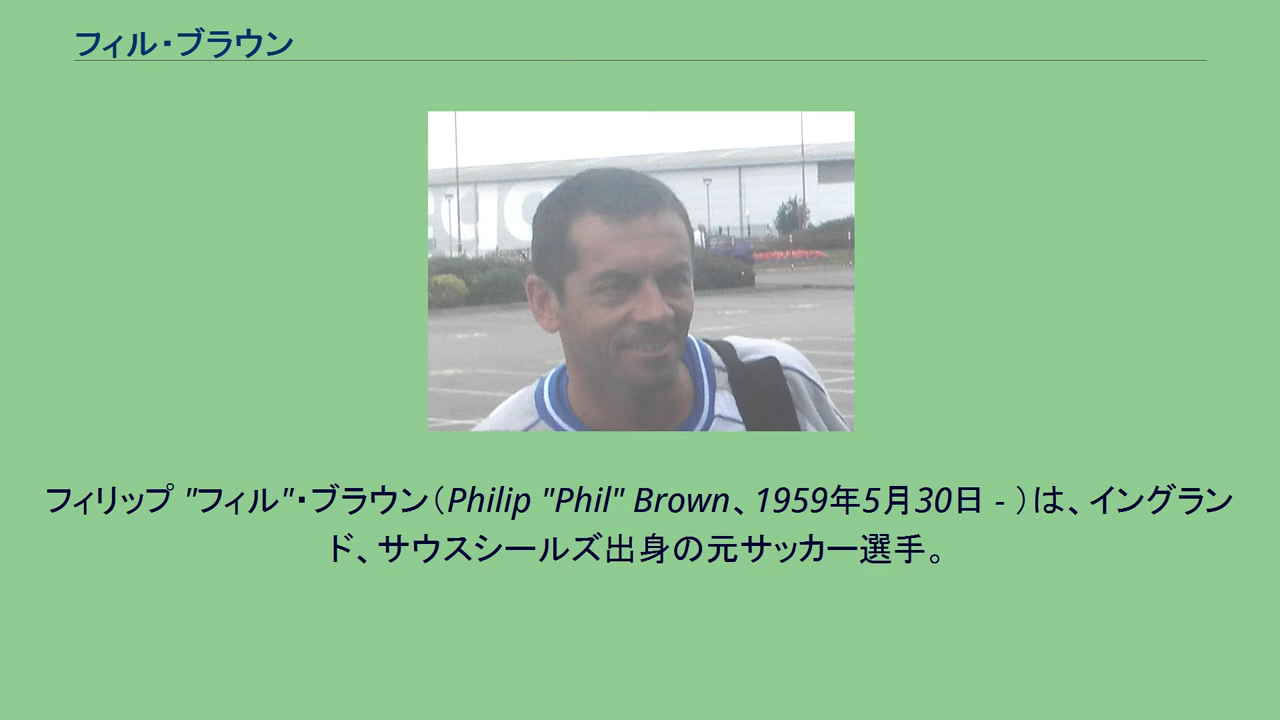 フィル・ブラウン
フィリップ "フィル"・ブラウン（Philip "Phil" Brown、1959年5月30日 - ）は、イングラン
ド、サウスシールズ出身の元サッカー選手。